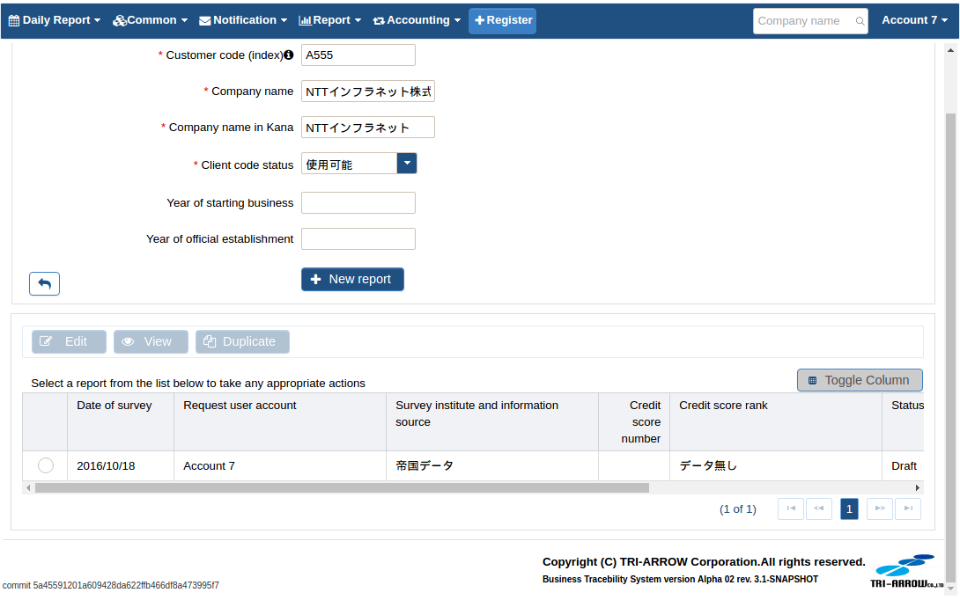 Daily Report Common Notification Report Accounting Register Company name Account 7
* Customer code (index) A555
* Company name NTTインフラネット株式
* Company name in Kana NTTインフラネット
* Client code status 使用可能
Year of starting business
Year of official establishment
New report
Edit View Duplicate
Select a report from the list below to take any appropriate actions
Toggle Column
Date of survey Request user account Survey institute and information source Credit score number Credit score rank Status
2016/10/18 Account 7 帝国データ データ無し Draft
(1 of 1) 1
Copyright (C) TRI-ARROW Corporation.All rights reserved.
Business Tracebility System version Alpha 02 rev. 3.1-SNAPSHOT
TRI-ARROW Co.,LTD
commit 5a45591201a609428da622ffb466df8a473995f7